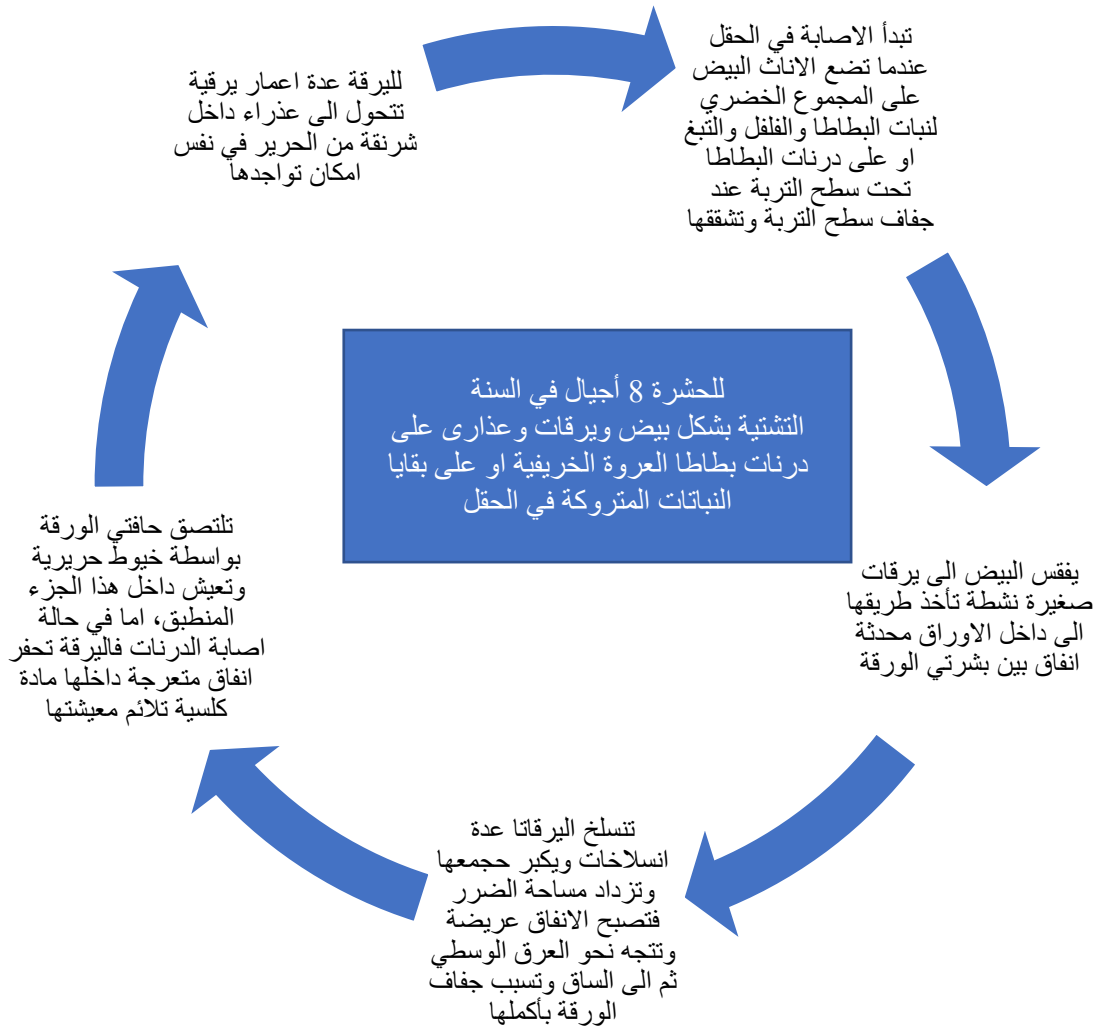 تبدأ الاصابة في الحقل
عندما تضع الاناث البيض
على المجموع الخضري
لنبات البطاطا والفلفل والتبغ
او على درنات البطاطا
تحت سطح التربة عند
جفاف سطح التربة وتشققها
يفقس البيض الى يرقات
صغيرة نشطة تأخذ طريقها
الى داخل الاوراق محدثة
انفاق بين بشرتي الورقة
تنسلخ اليرقاتا عدة
انسلاخات ويكبر حجمعها
وتزداد مساحة الضرر
فتصبح الانفاق عريضة
وتتجه نحو العرق الوسطي
ثم الى الساق وتسبب جفاف
الورقة بأكملها
تلتصق حافتي الورقة
بواسطة خيوط حريرية
وتعيش داخل هذا الجزء
المنطبق، اما في حالة
اصابة الدرنات فاليرقة تحفر
انفاق متعرجة داخلها مادة
كلسية تلائم معيشتها
لليرقة عدة اعمار يرقية
تتحول الى عذراء داخل
شرنقة من الحرير في نفس
امكان تواجدها
للحشرة 8 أجيال في السنة
التشتية بشكل بيض ويرقات وعذارى على
درنات بطاطا العروة الخريفية او على بقايا
النباتات المتروكة في الحقل